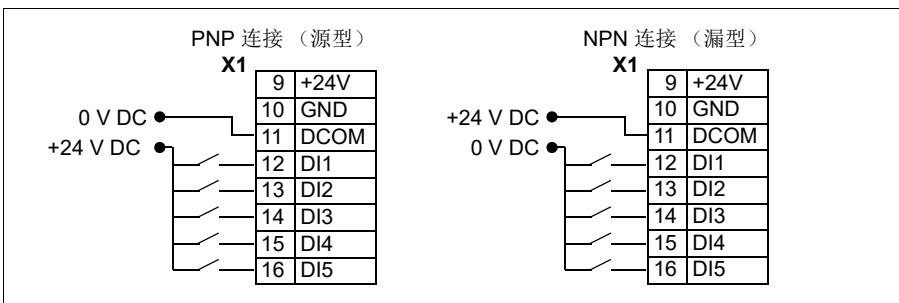 PNP 连接 （源型）
X1
9 +24V
10 GND
0 V DC
11 DCOM
+24 V DC
12 DI1
13 DI2
14 DI3
15 DI4
16 DI5
NPN 连接 （漏型）
X1
9 +24V
10 GND
+24 V DC
11 DCOM
0 V DC
12 DI1
13 DI2
14 DI3
15 DI4
16 DI5